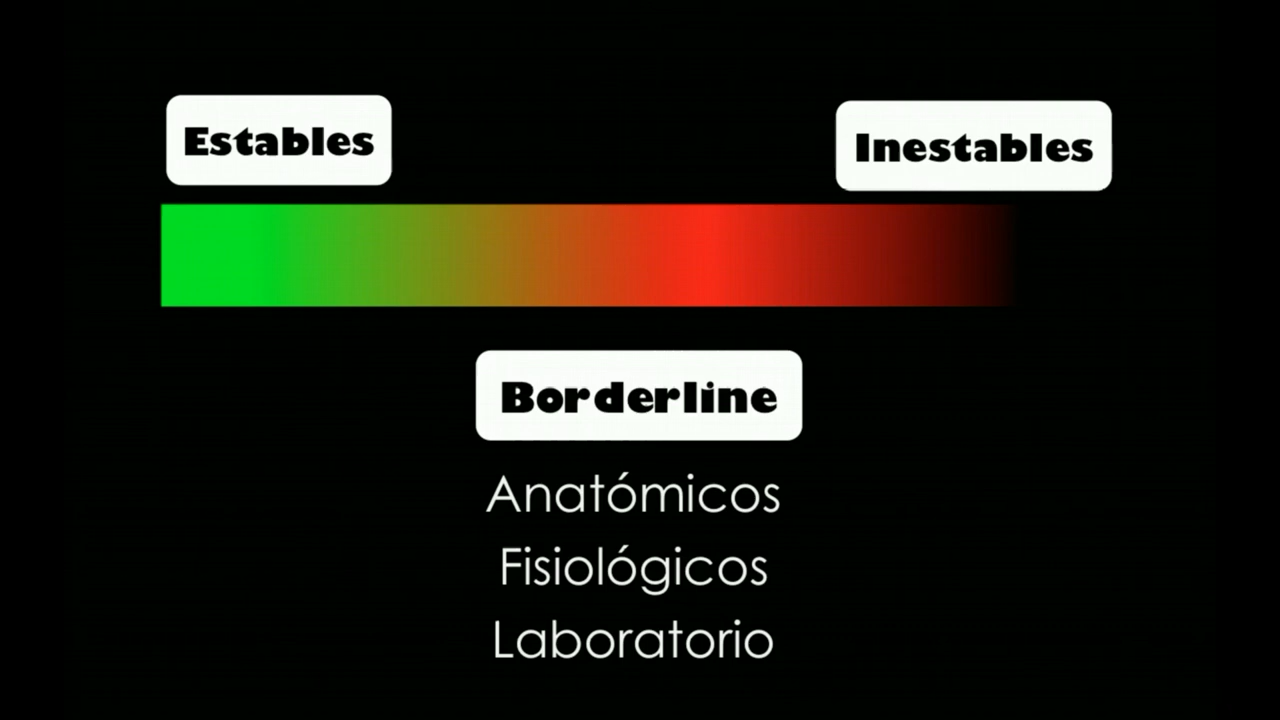 Estables
Inestables
Borderline
Anatómicos
Fisiológicos
Laboratorio